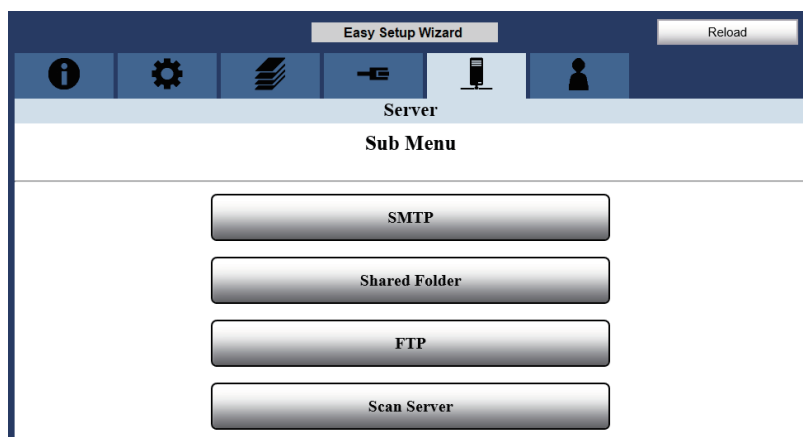 Easy Setup Wizard
Reload
Server
Sub Menu
SMTP
Shared Folder
FTP
Scan Server